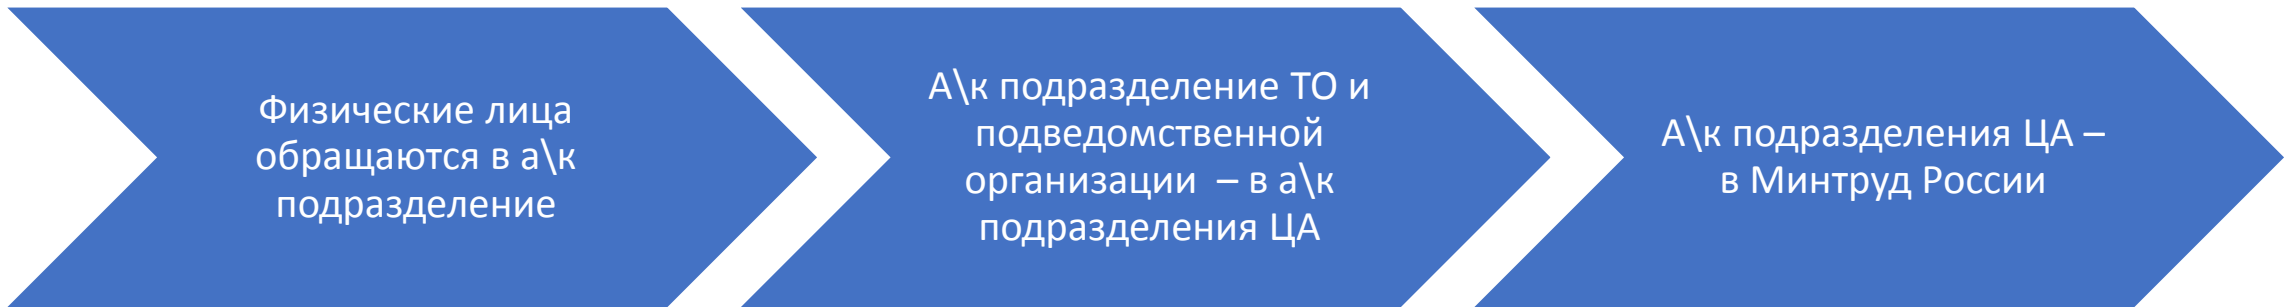 Физические лица
обращаются в а\к
подразделение
А\к подразделение ТО и
подведомственной
организации – в а\к
подразделения ЦА
А\к подразделения ЦА –
в Минтруд России